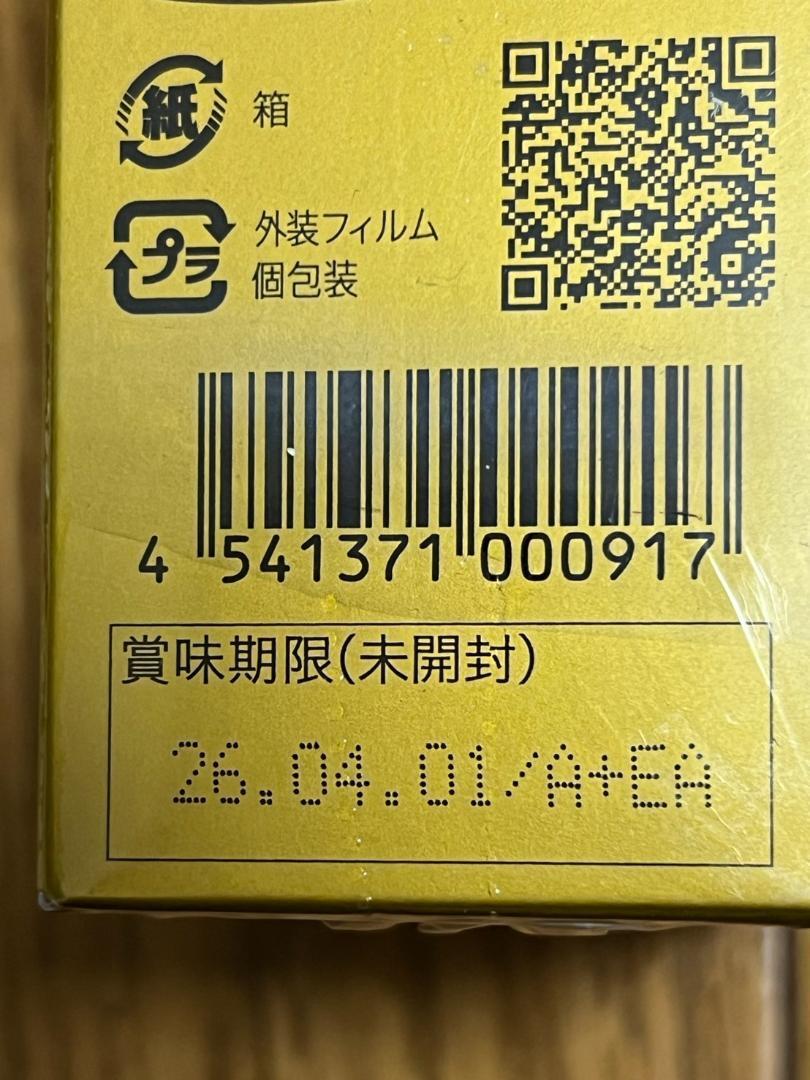 紙 箱
プラ 外装フィルム
個包装
4 541371 000917
賞味期限(未開封)
26.04.01/A+EA